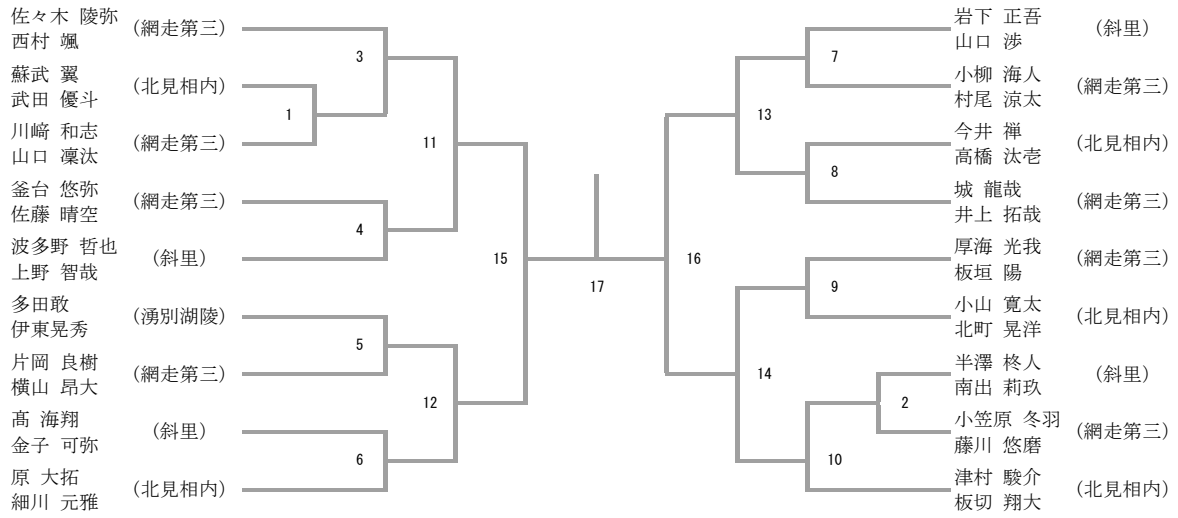 佐々木 陵弥
西村 颯
(網走第三)
蘇武 翼
武田 優斗
(北見相内)
川﨑 和志
山口 凜汰
(網走第三)
釜台 悠弥
佐藤 晴空
(網走第三)
波多野 哲也
上野 智哉
(斜里)
多田敢
伊東晃秀
(湧別湖陵)
片岡 良樹
横山 昂大
(網走第三)
髙 海翔
金子 可弥
(斜里)
原 大拓
細川 元雅
(北見相内)
3
1
11
4
15
5
12
6
17
7
13
8
16
9
14
2
10
岩下 正吾
山口 渉
(斜里)
小柳 海人
村尾 涼太
(網走第三)
今井 禅
高橋 汰壱
(北見相内)
城 龍哉
井上 拓哉
(網走第三)
厚海 光我
板垣 陽
(網走第三)
小山 寛太
北町 晃洋
(北見相内)
半澤 柊人
南出 莉玖
(斜里)
小笠原 冬羽
藤川 悠磨
(網走第三)
津村 駿介
板切 翔大
(北見相内)